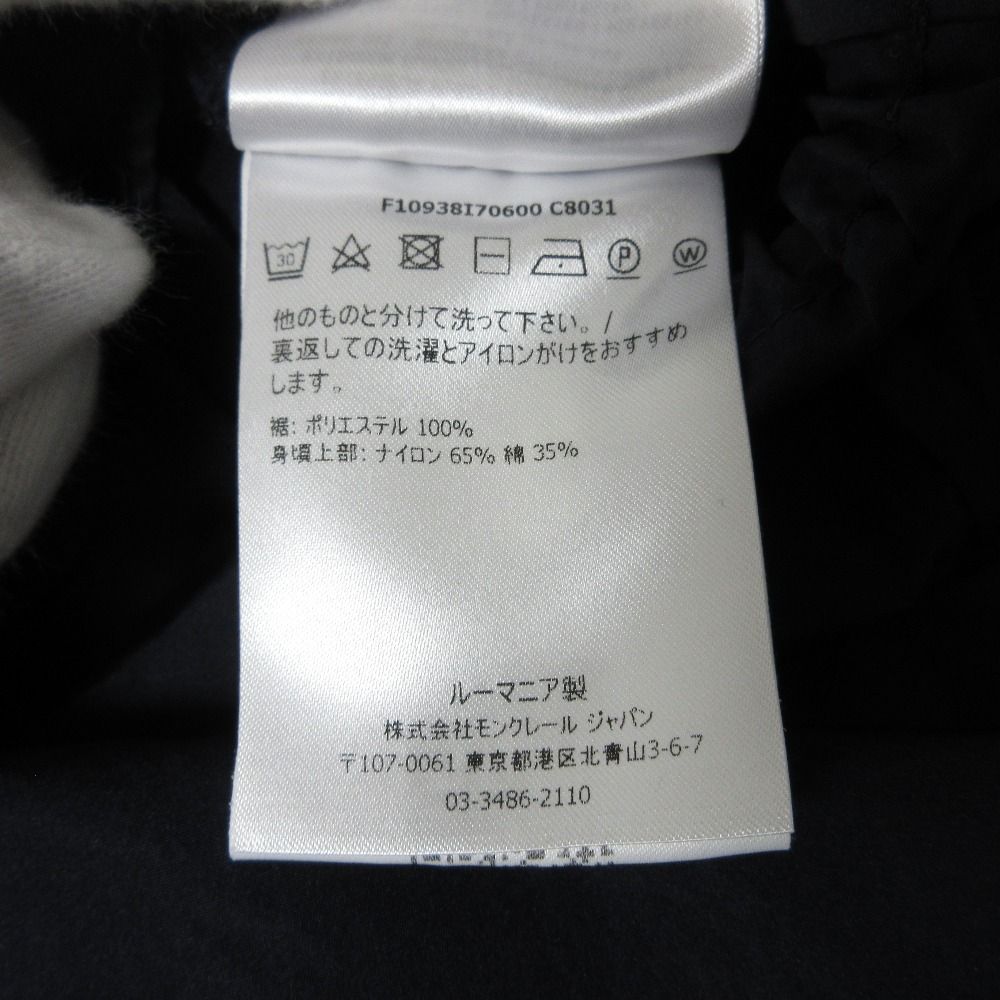 F10938I70600 C8031
30 P W
他のものと分けて洗って下さい。/
裏返しての洗濯とアイロンがけをおすすめ
します。
裾: ポリエステル 100%
身頃上部: ナイロン 65% 綿 35%
ルーマニア製
株式会社モンクレール ジャパン
〒107-0061 東京都港区北青山3-6-7
03-3486-2110